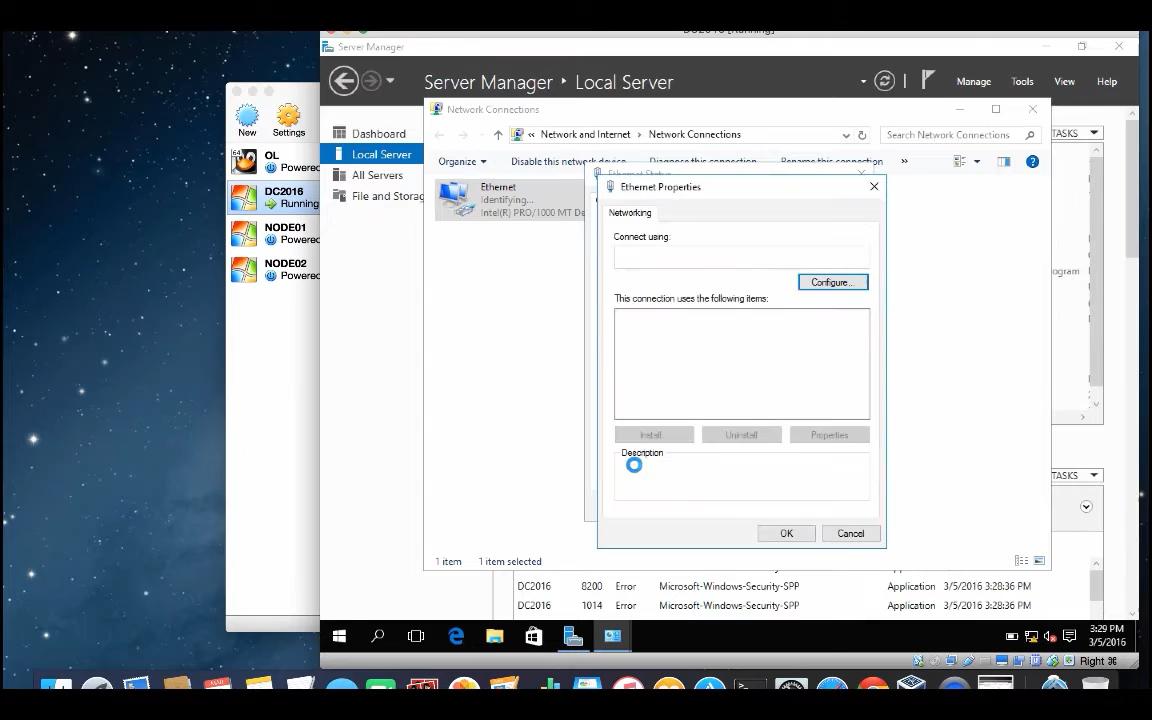 DC2016 [Running]
Server Manager
Server Manager ‣ Local Server
Manage
Tools
View
Help
New
Settings
OL
Powered
DC2016
Running
NODE01
Powered
NODE02
Powered
Dashboard
Local Server
All Servers
File and Storag
Network Connections
« Network and Internet › Network Connections
Search Network Connections
Organize
Disable this network device
Diagnose this connection
Rename this connection
»
Ethernet
Identifying...
Intel(R) PRO/1000 MT De
Ethernet Status
Ethernet Properties
Networking
Connect using:
Configure...
This connection uses the following items:
Install
Uninstall
Properties
Description
OK
Cancel
TASKS
ogram
TASKS
1 item
1 item selected
DC2016 8200 Error Microsoft-Windows-Security-SPP Application 3/5/2016 3:28:36 PM
DC2016 1014 Error Microsoft-Windows-Security-SPP Application 3/5/2016 3:28:36 PM
3:29 PM
3/5/2016
Right ⌘